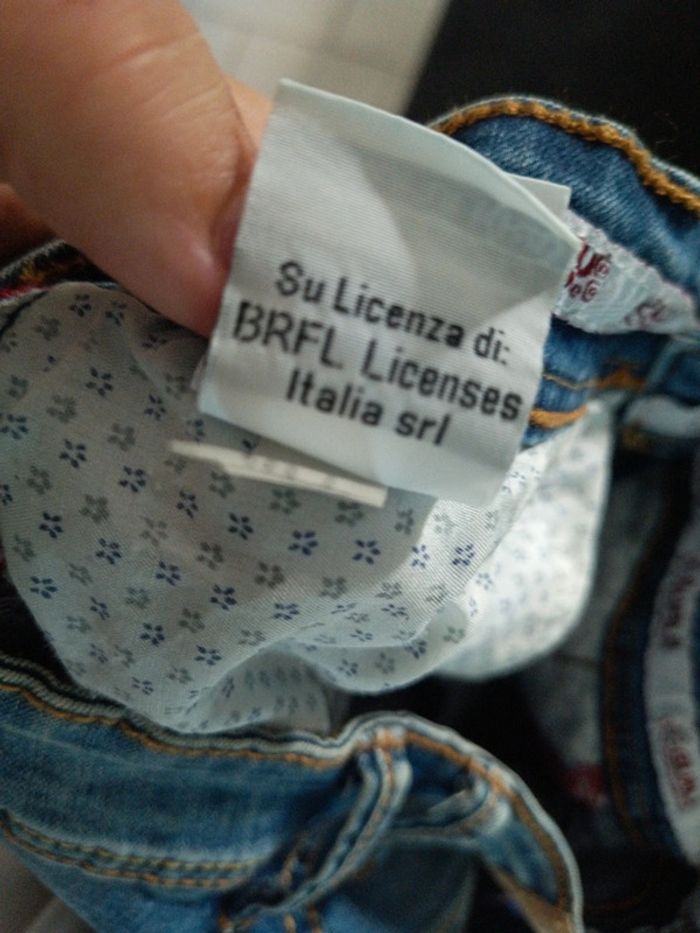 Su Licenza di:
BRFL Licenses
Italia srl